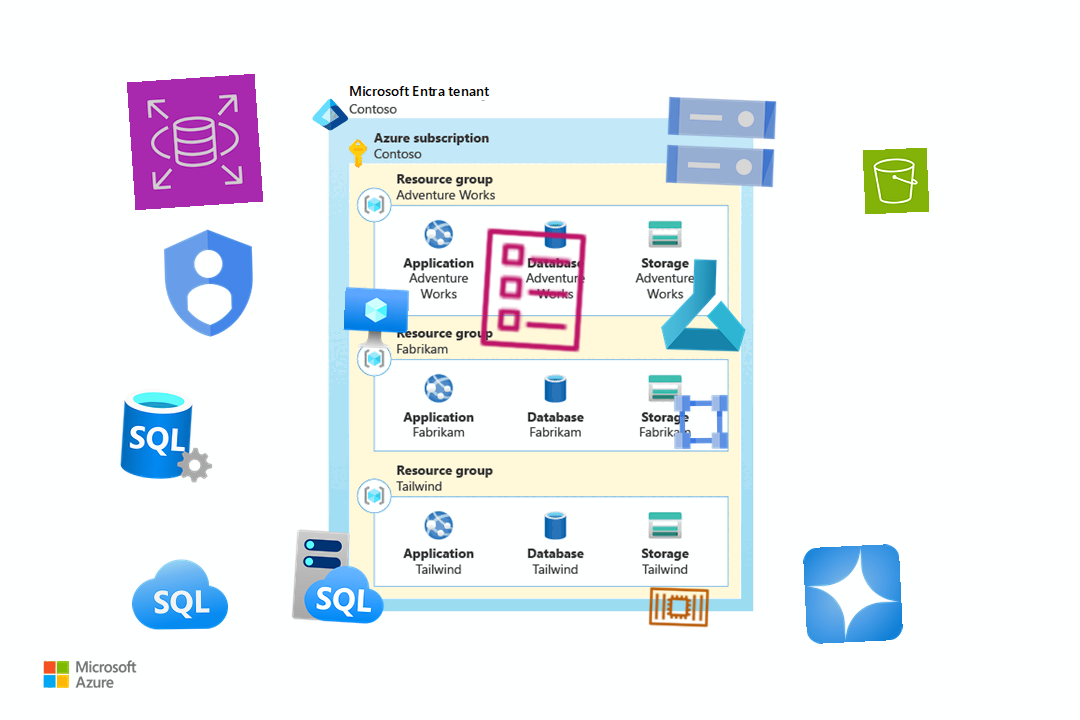 Microsoft Entra tenant
Contoso
Azure subscription
Contoso
Resource group
Adventure Works
Application
Adventure
Works
Database
Adventure
Works
Storage
Adventure
Works
Resource group
Fabrikam
Application
Fabrikam
Database
Fabrikam
Storage
Fabrikam
Resource group
Tailwind
Application
Tailwind
Database
Tailwind
Storage
Tailwind
SQL
SQL
SQL
Microsoft
Azure